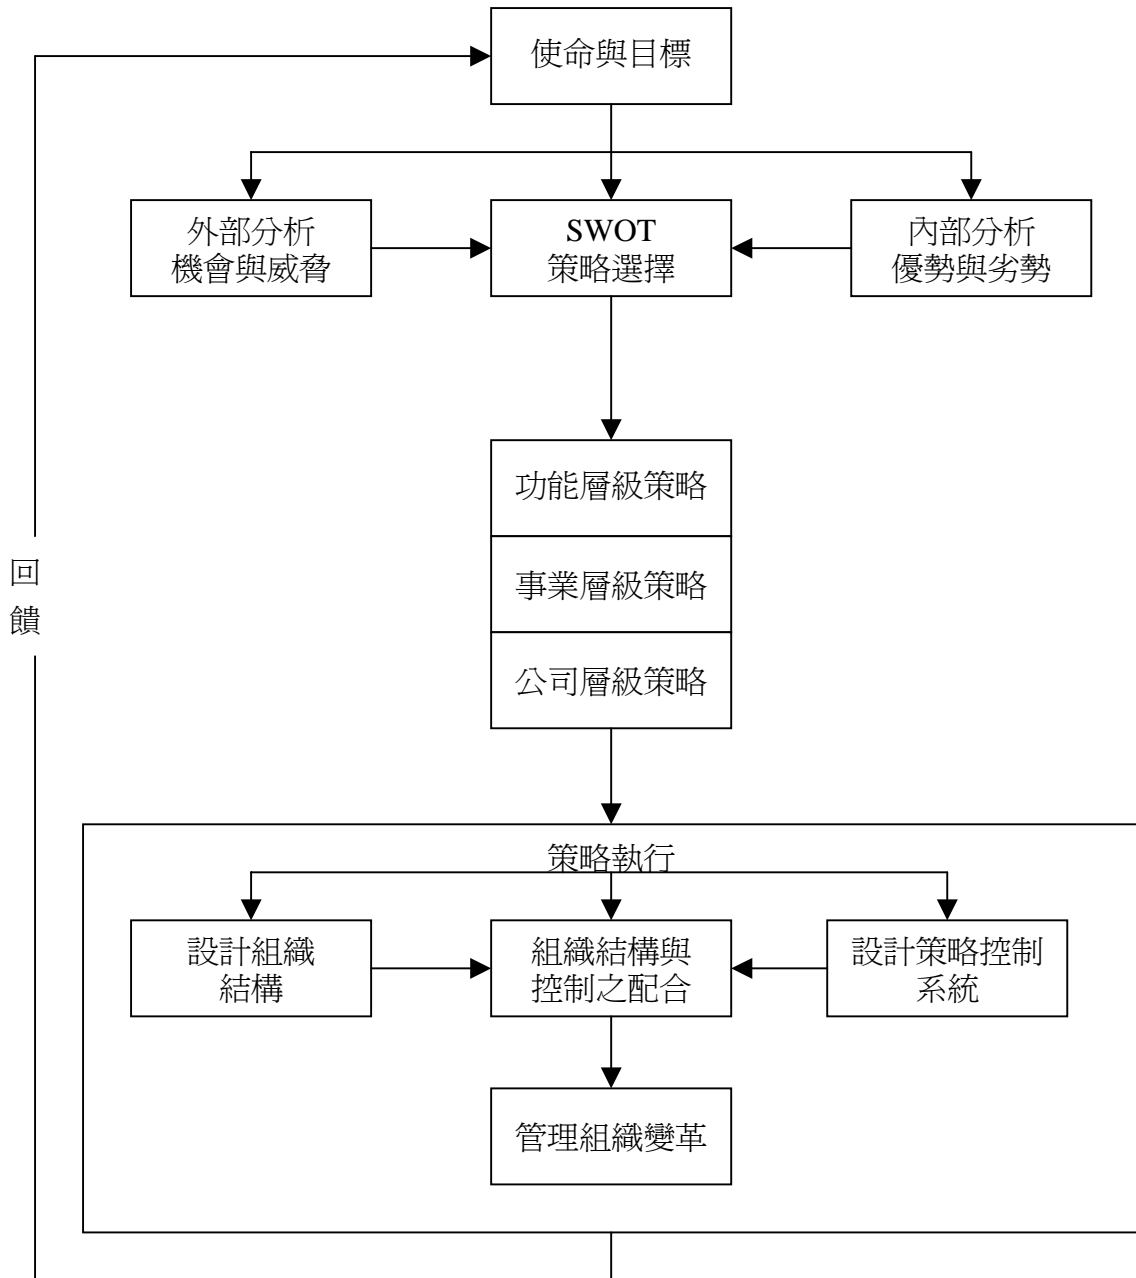 使命與目標
外部分析
機會與威脅
SWOT
策略選擇
內部分析
優勢與劣勢
功能層級策略
事業層級策略
公司層級策略
回
饋
策略執行
設計組織
結構
組織結構與
控制之配合
設計策略控制
系統
管理組織變革